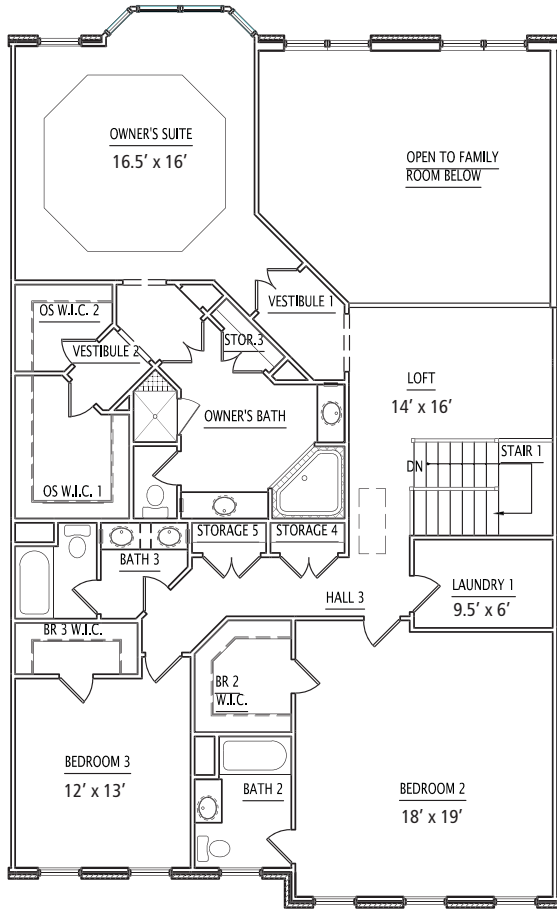 OWNER'S SUITE
16.5' x 16'
OPEN TO FAMILY
ROOM BELOW
OS W.I.C. 2
VESTIBULE 1
VESTIBULE 2
STOR.3
LOFT
14' x 16'
OWNER'S BATH
STAIR 1
DN
OS W.I.C. 1
STORAGE 5
STORAGE 4
BATH 3
LAUNDRY 1
9.5' x 6'
HALL 3
BR 3 W.I.C.
BR 2
W.I.C.
BEDROOM 3
12' x 13'
BATH 2
BEDROOM 2
18' x 19'